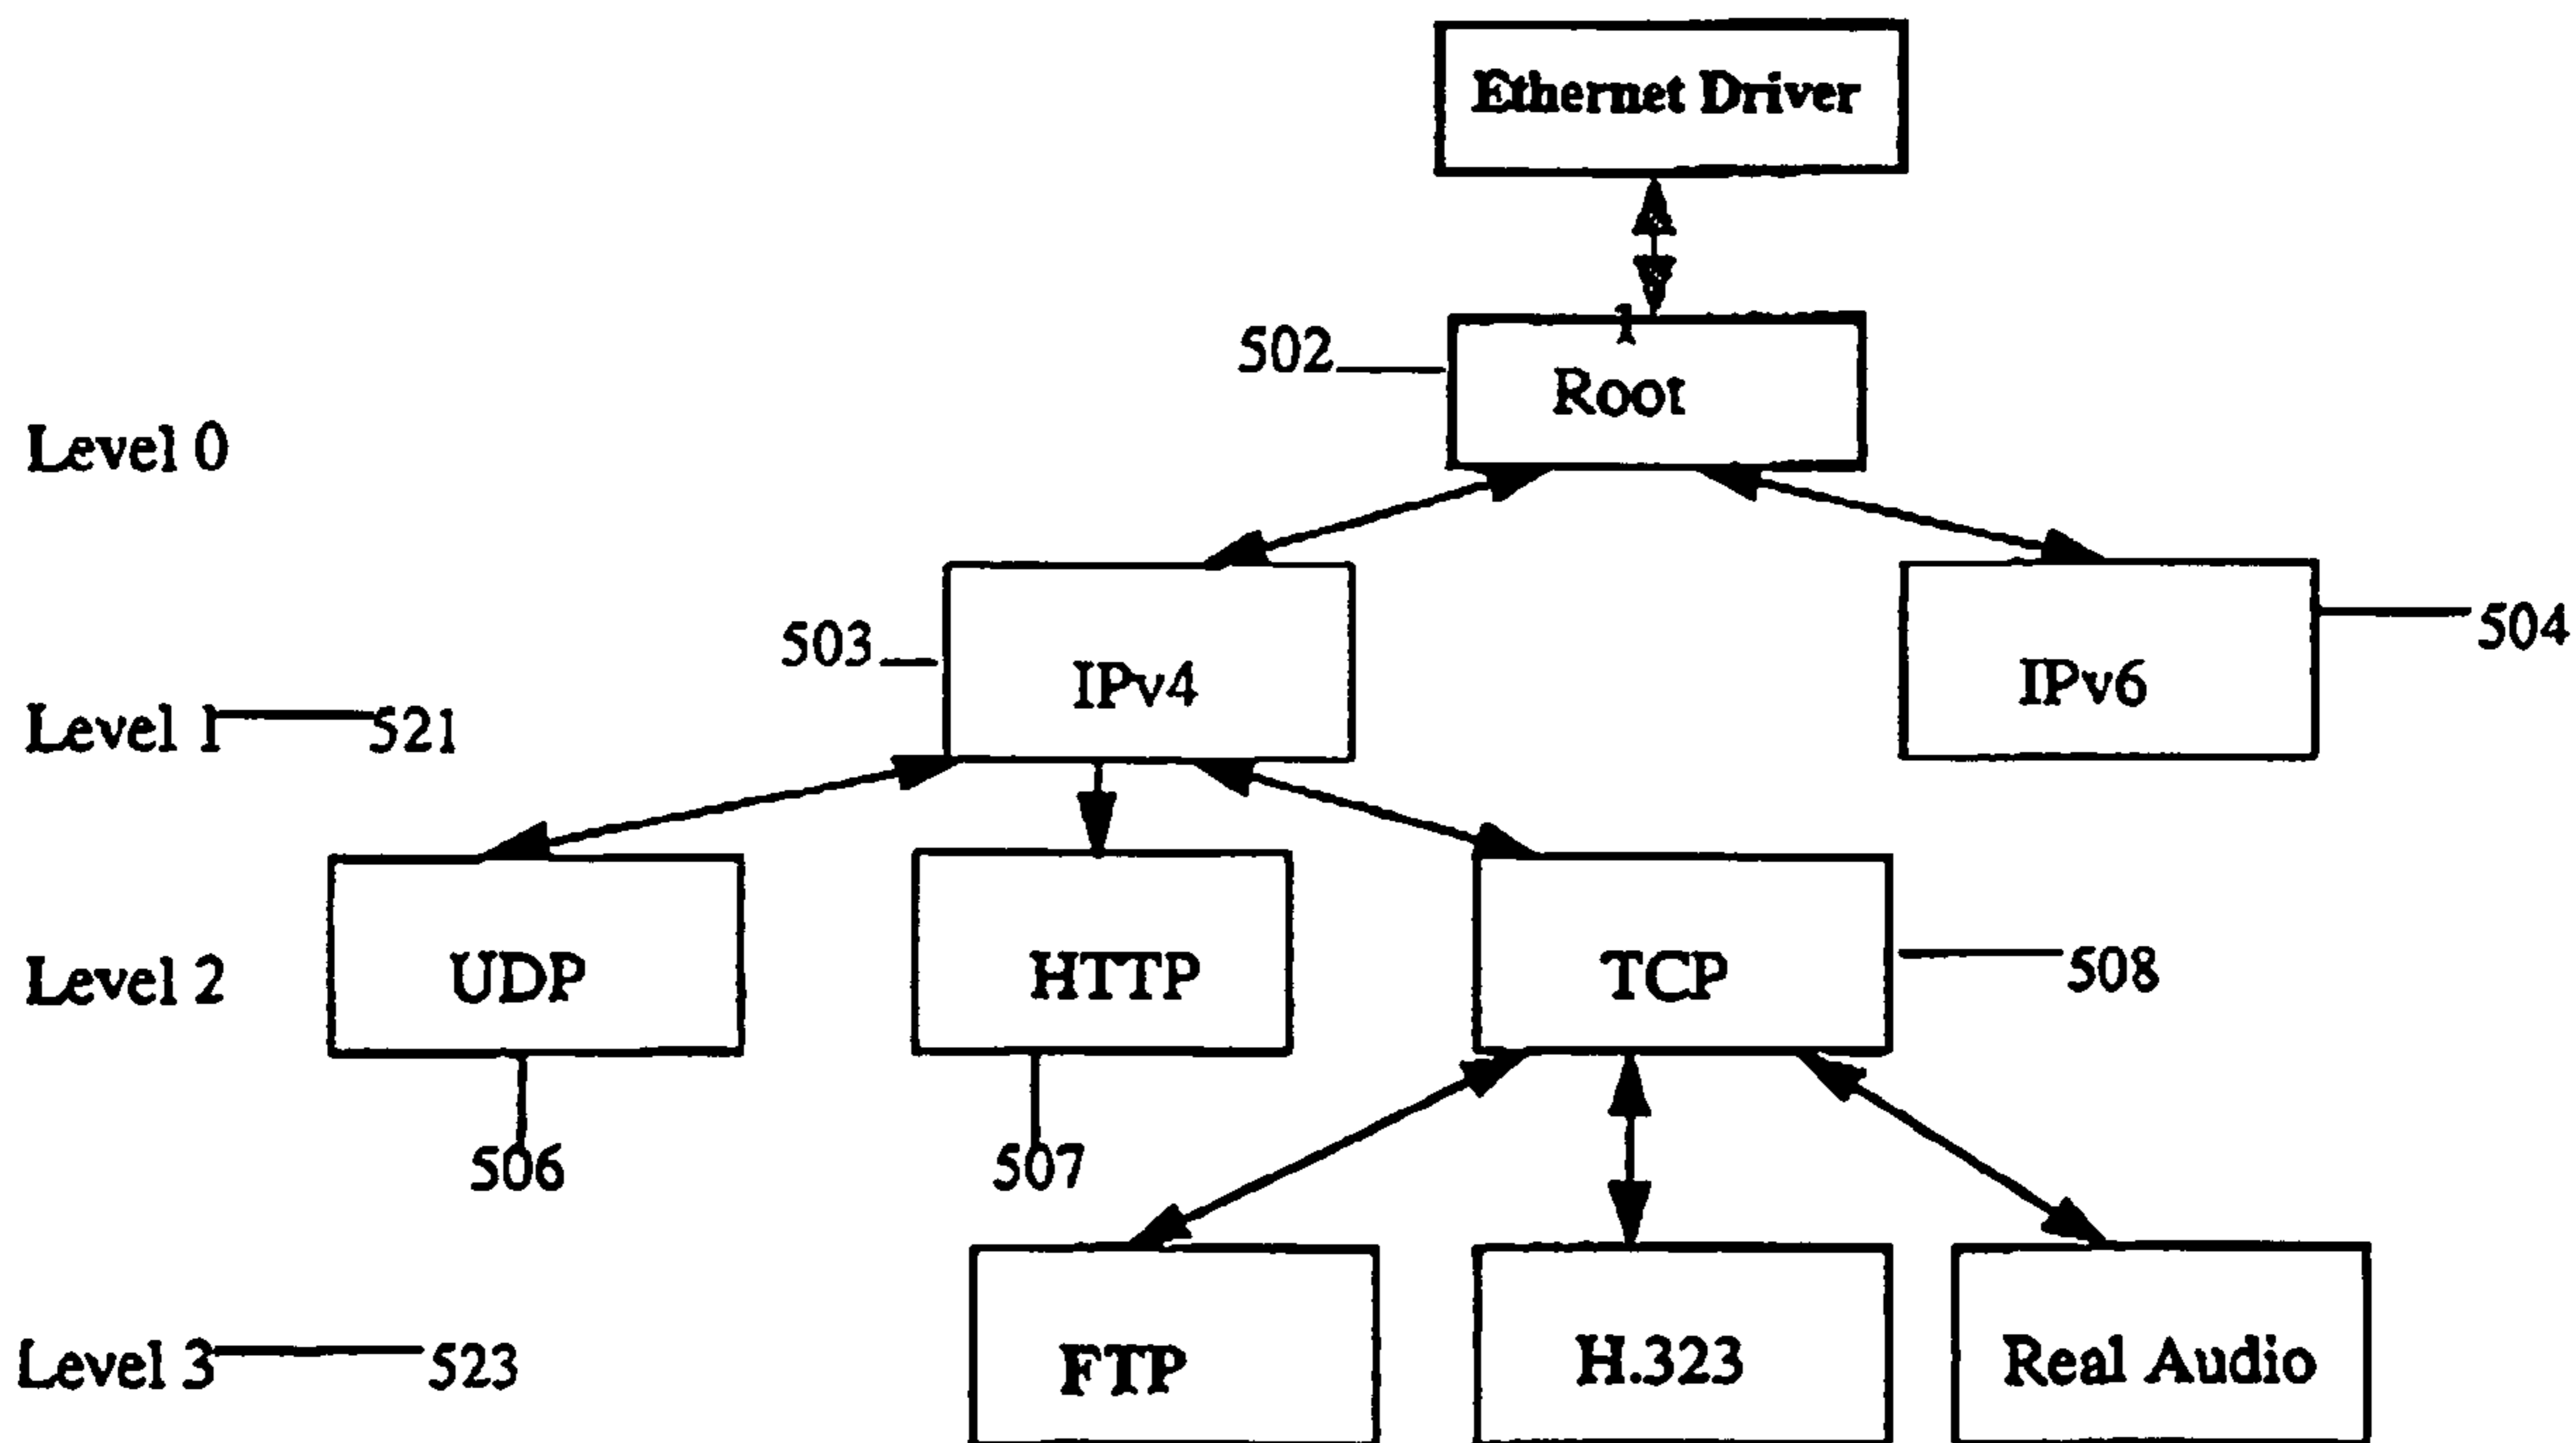 Ethernet Driver
502
1
Root
Level 0
503
IPv4
504
IPv6
Level 1
521
Level 2
UDP
HTTP
TCP
508
506
507
Level 3
523
FTP
H.323
Real Audio